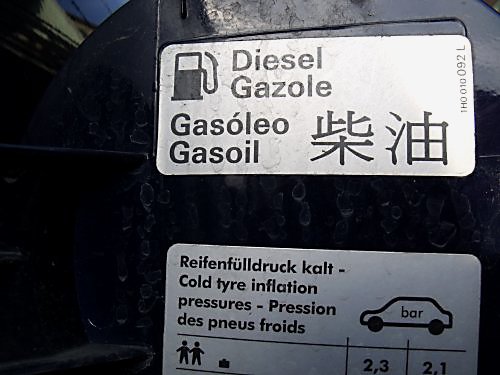 Diesel
Gazole
Gasóleo
Gasoil
柴油
1H0 010 092 L
Reifenfülldruck kalt -
Cold tyre inflation
pressures - Pression
des pneus froids
bar
2,3 2,1